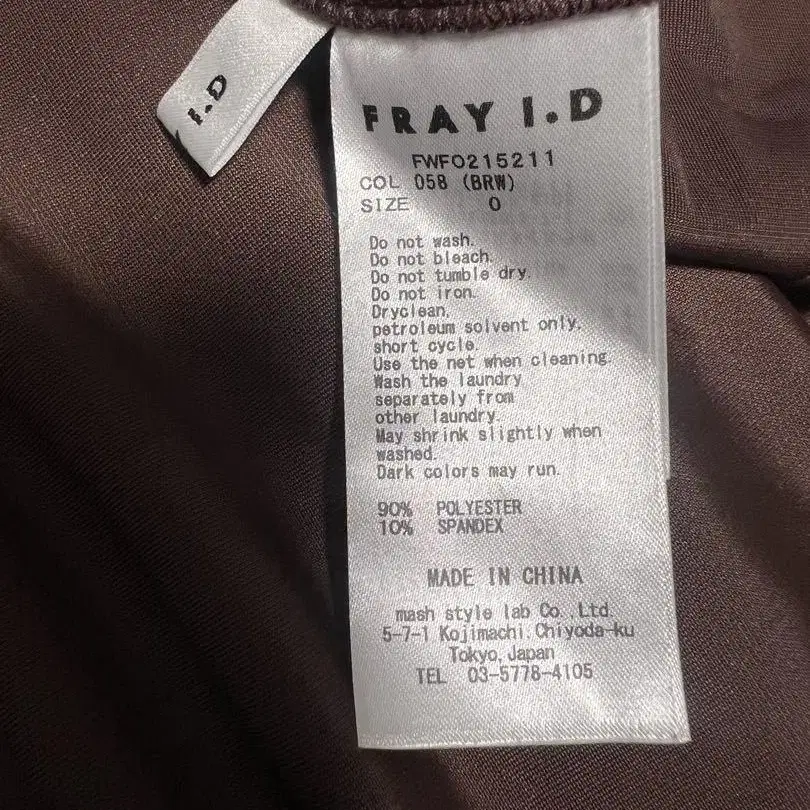 I.D
FRAY I.D
FWFO215211
COL 058 (BRW)
SIZE 0
Do not wash.
Do not bleach.
Do not tumble dry.
Do not iron.
Dryclean,
petroleum solvent only,
short cycle.
Use the net when cleaning.
Wash the laundry
separately from
other laundry.
May shrink slightly when
washed.
Dark colors may run.
90% POLYESTER
10% SPANDEX
MADE IN CHINA
mash style lab Co.,Ltd.
5-7-1 Kojimachi,Chiyoda-ku
Tokyo,Japan
TEL 03-5778-4105